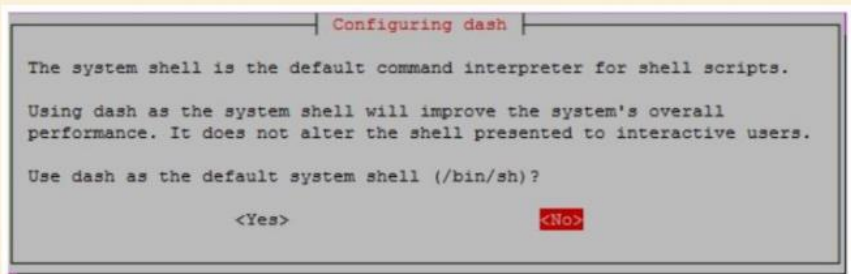 Configuring dash
The system shell is the default command interpreter for shell scripts.
Using dash as the system shell will improve the system's overall
performance. It does not alter the shell presented to interactive users.
Use dash as the default system shell (/bin/sh)?
<Yes> <No>